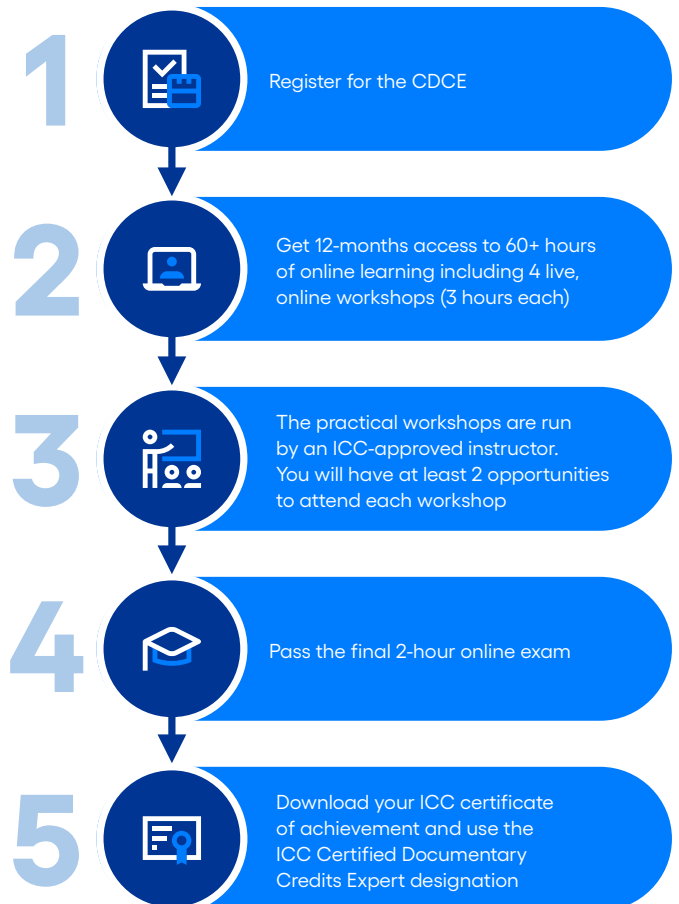 1
Register for the CDCE
2
Get 12-months access to 60+ hours
of online learning including 4 live,
online workshops (3 hours each)
3
The practical workshops are run
by an ICC-approved instructor.
You will have at least 2 opportunities
to attend each workshop
4
Pass the final 2-hour online exam
5
Download your ICC certificate
of achievement and use the
ICC Certified Documentary
Credits Expert designation